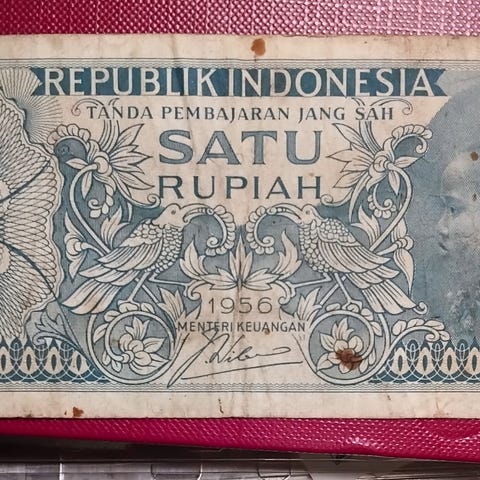 REPUBLIK INDONESIA
TANDA PEMBAJARAN JANG SAH
SATU
RUPIAH
1956
MENTERI KEUANGAN